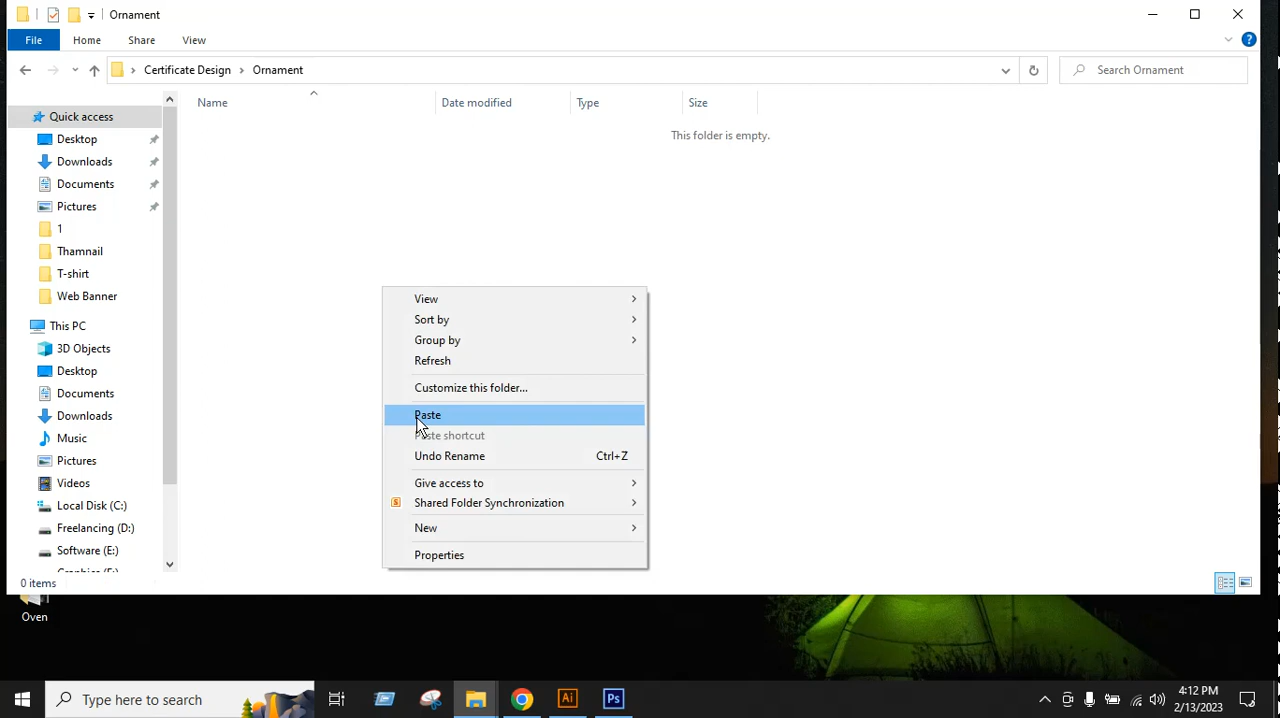 Ornament
File Home Share View
Certificate Design Ornament
Search Ornament
Name Date modified Type Size
This folder is empty.
Quick access
Desktop
Downloads
Documents
Pictures
1
Thamnail
T-shirt
Web Banner
This PC
3D Objects
Desktop
Documents
Downloads
Music
Pictures
Videos
Local Disk (C:)
Freelancing (D:)
Software (E:)
View
Sort by
Group by
Refresh
Customize this folder...
Paste
Paste shortcut
Undo Rename Ctrl+Z
Give access to
Shared Folder Synchronization
New
Properties
0 items
Oven
Type here to search
Ai
Ps
4:12 PM
2/13/2023